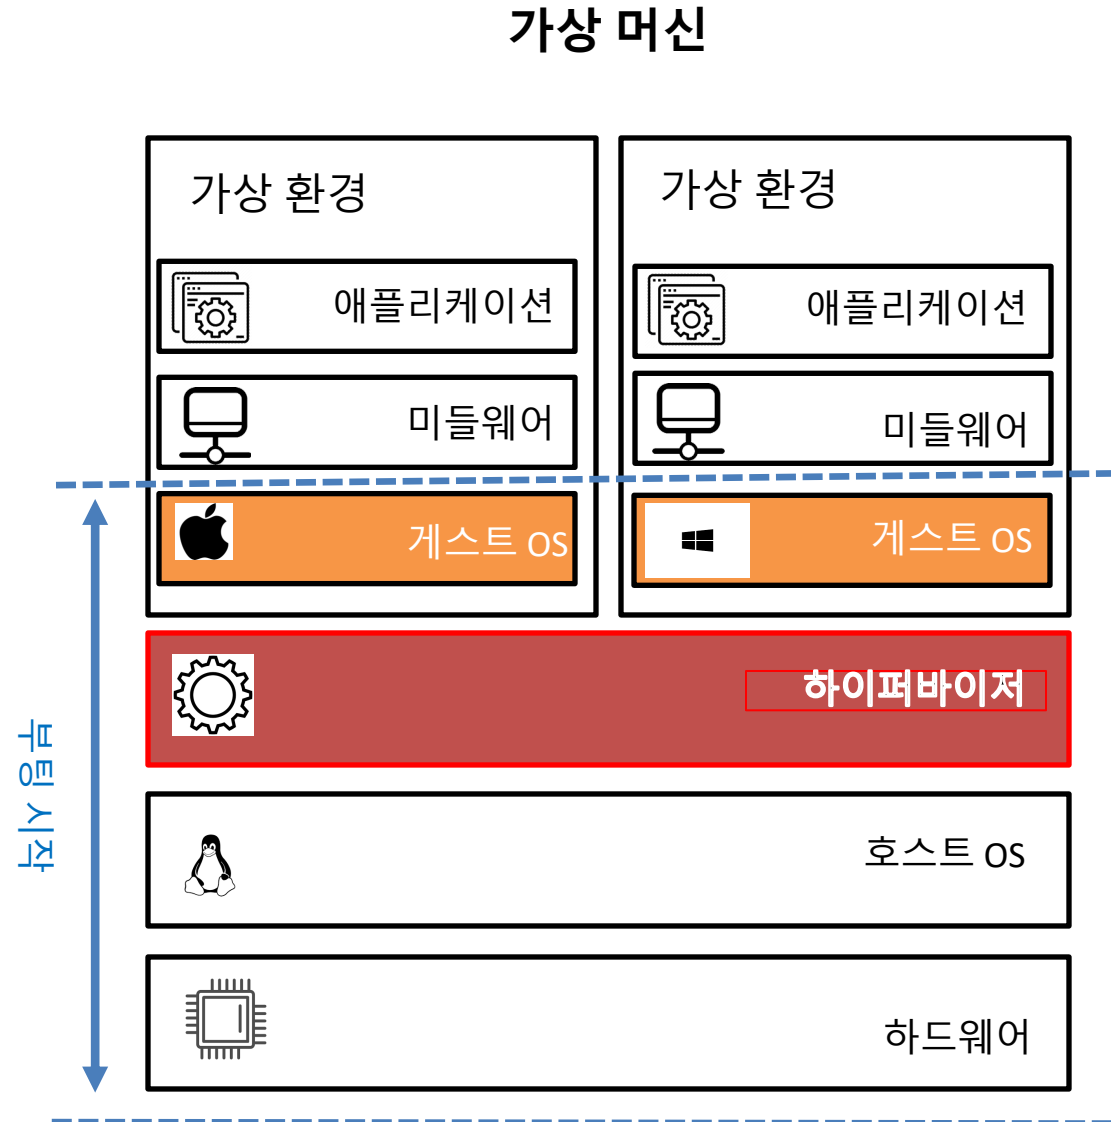 가상 머신
가상 환경
애플리케이션
미들웨어
게스트 OS
가상 환경
애플리케이션
미들웨어
게스트 OS
하이퍼바이저
호스트 OS
하드웨어
부팅 시작